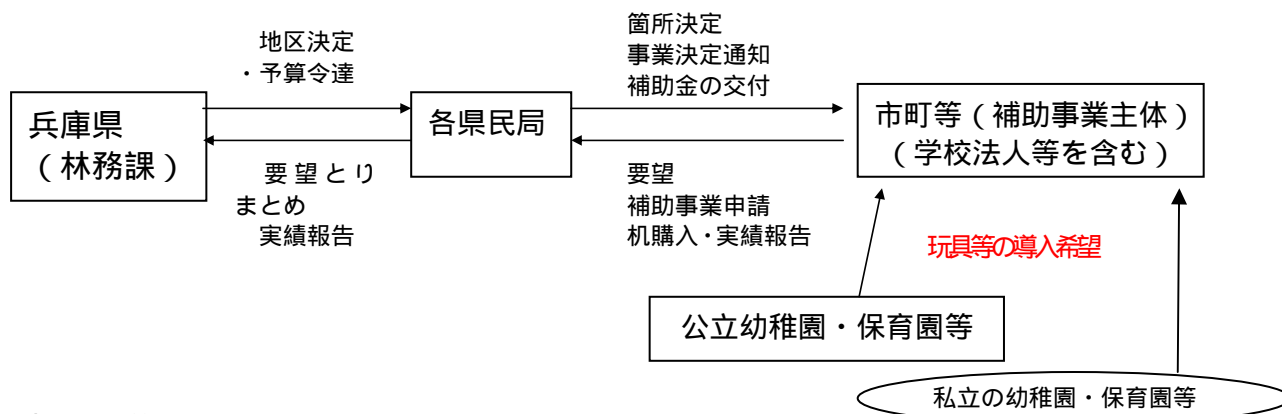 地区決定
・予算令達
箇所決定
事業決定通知
補助金の交付
兵庫県
（林務課）
各県民局
市町等（補助事業主体）
（学校法人等を含む）
要望とり
まとめ
実績報告
要望
補助事業申請
机購入・実績報告
玩具等の導入希望
公立幼稚園・保育園等
私立の幼稚園・保育園等